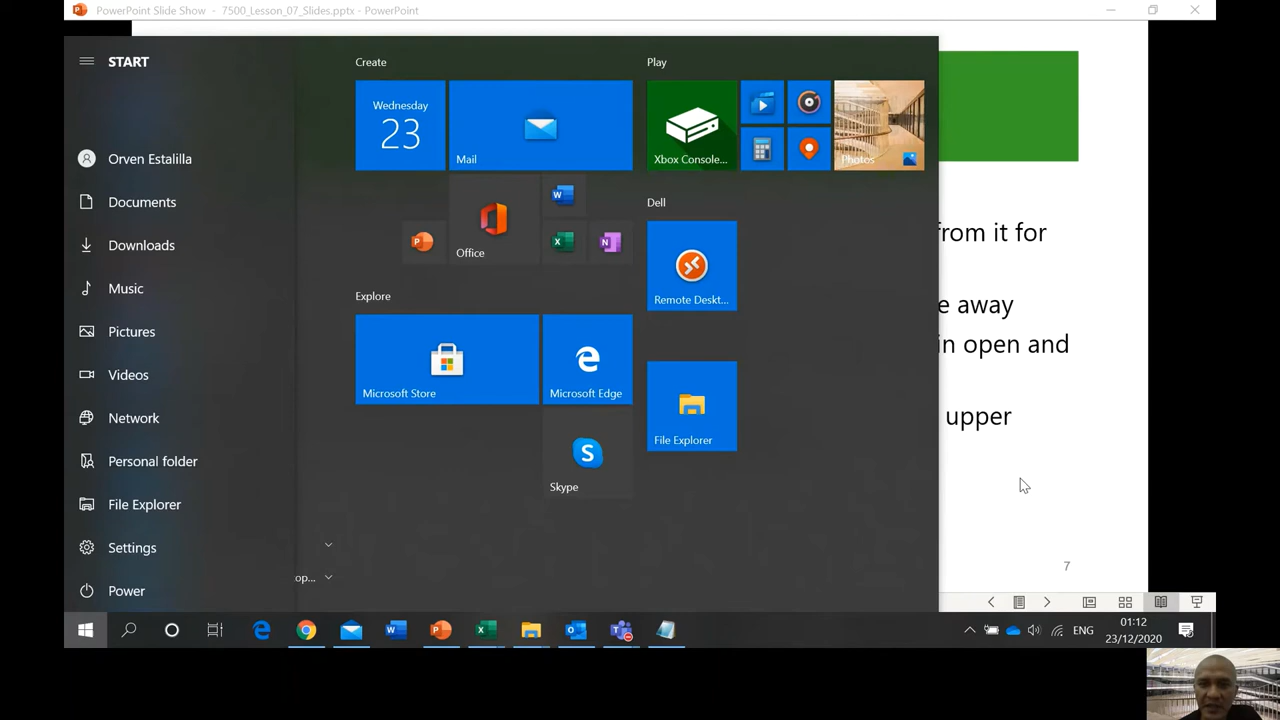 PowerPoint Slide Show - 7500_Lesson_07_Slides.pptx - PowerPoint
START
Orven Estalilla
Documents
Downloads
Music
Pictures
Videos
Network
Personal folder
File Explorer
Settings
Power
Create
Wednesday
23
Mail
Office
Explore
Microsoft Store
Microsoft Edge
Skype
op...
Play
Xbox Console...
Photos
Dell
Remote Deskt...
File Explorer
from it for
e away
in open and
upper
7
ENG
01:12
23/12/2020